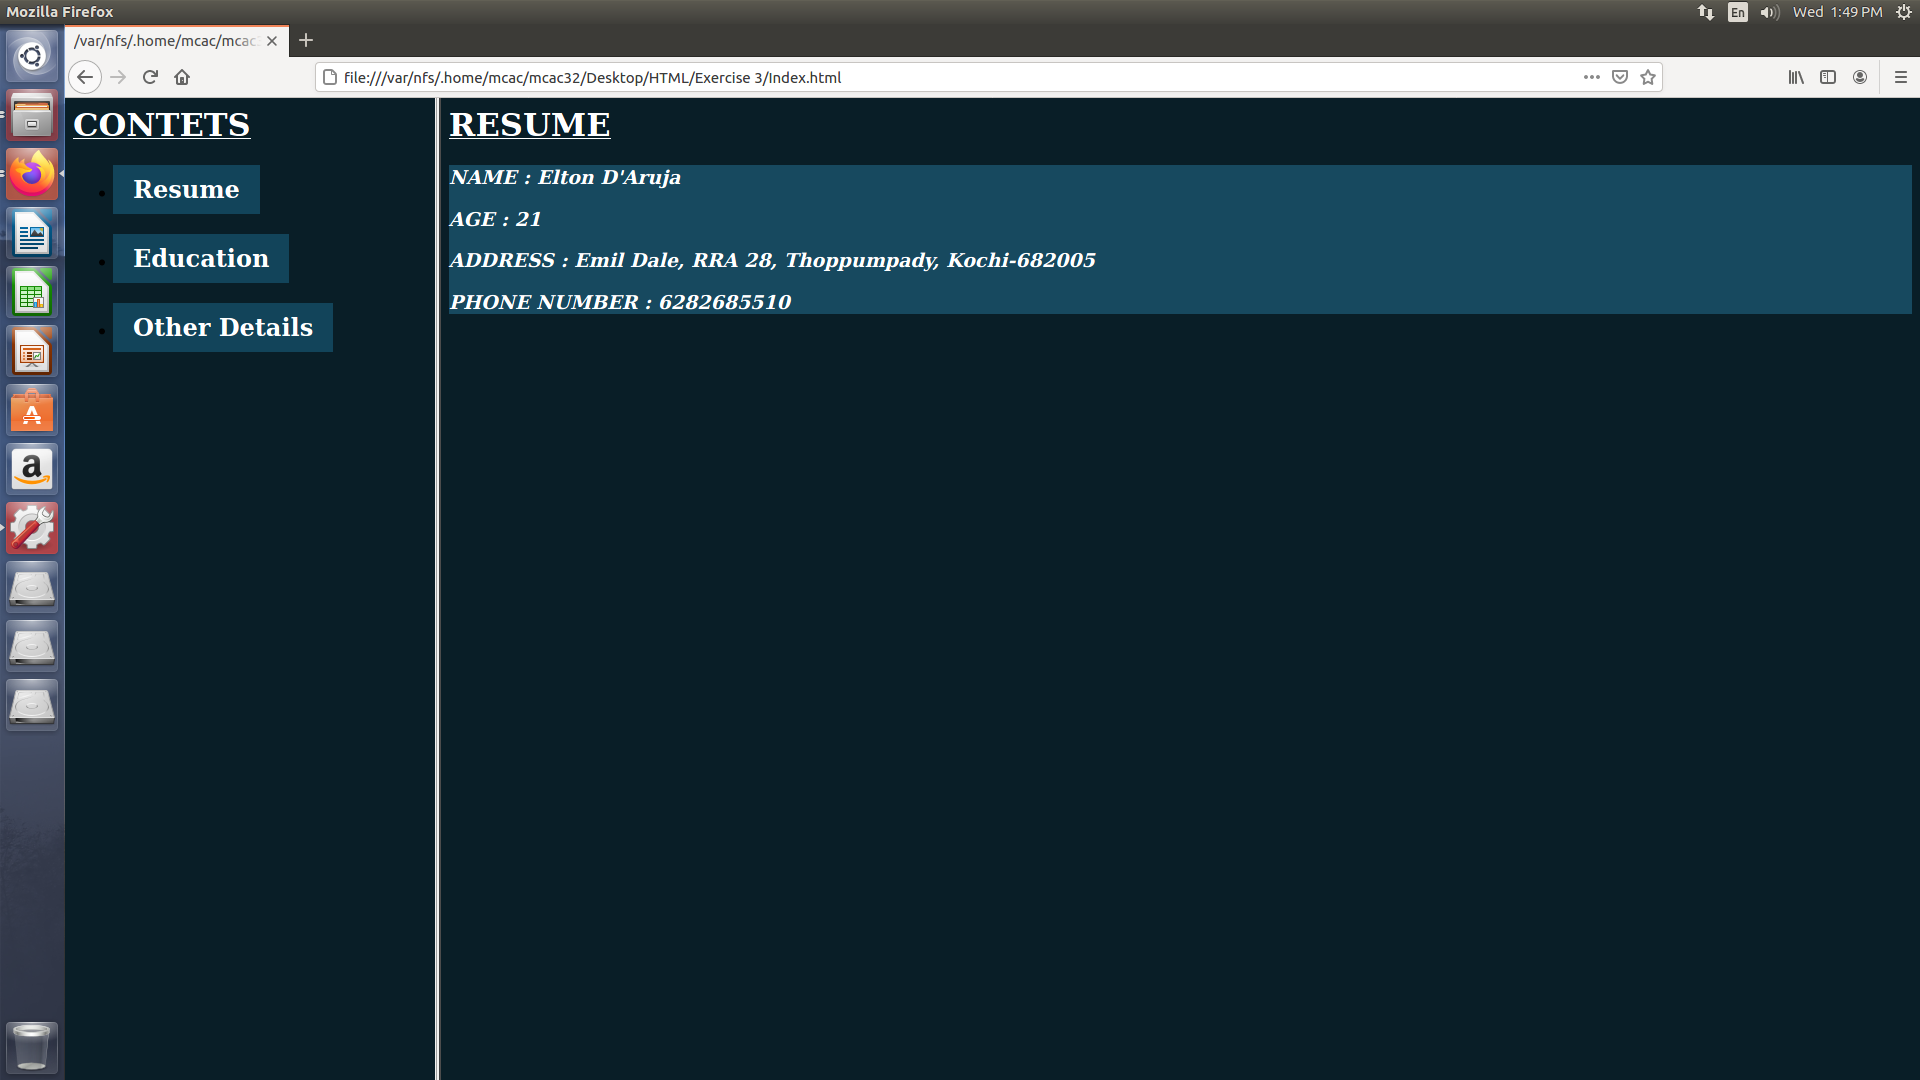 Mozilla Firefox
En
Wed 1:49 PM
/var/nfs/.home/mcac/mcac3
file:///var/nfs/.home/mcac/mcac32/Desktop/HTML/Exercise 3/Index.html
CONTETS
Resume
Education
Other Details
RESUME
NAME : Elton D'Aruja
AGE : 21
ADDRESS : Emil Dale, RRA 28, Thoppumpady, Kochi-682005
PHONE NUMBER : 6282685510